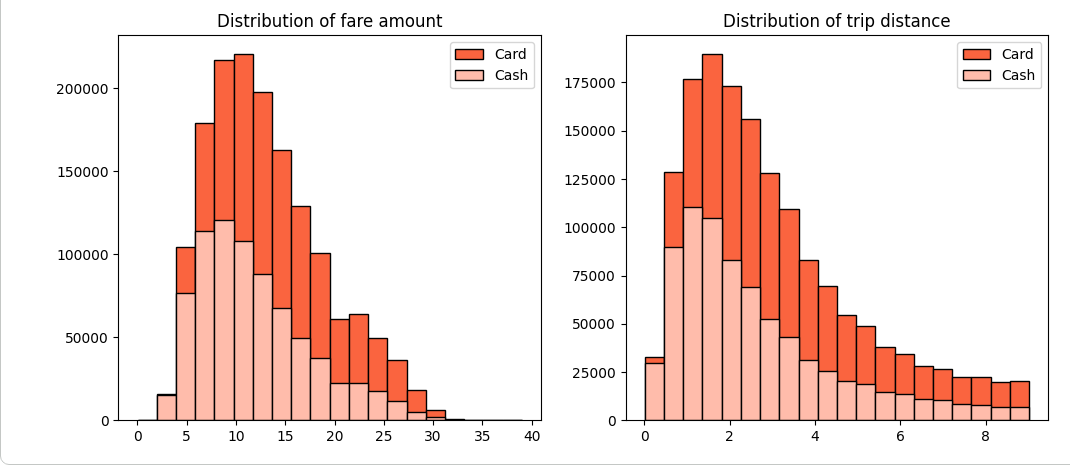 Distribution of fare amount
Card
Cash
200000
150000
100000
50000
0
0 5 10 15 20 25 30 35 40
Distribution of trip distance
Card
Cash
175000
150000
125000
100000
75000
50000
25000
0
0 2 4 6 8